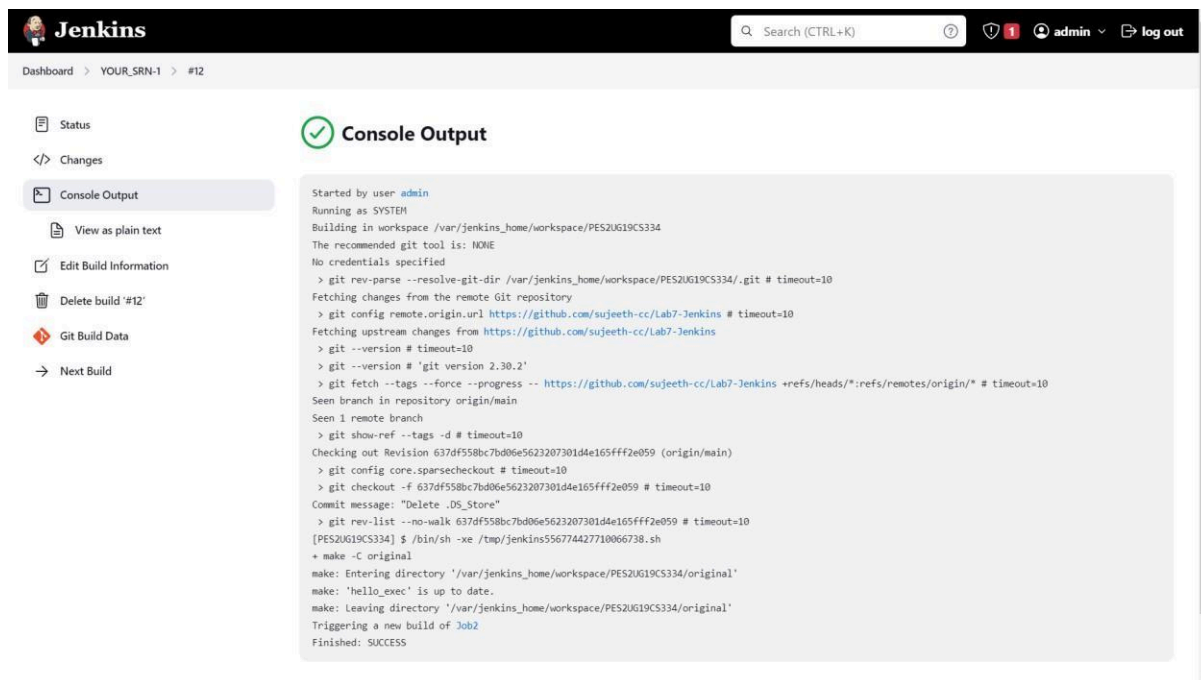 Jenkins
Search (CTRL+K)
1
admin
log out
Dashboard > YOUR_SRN-1 > #12
Status
Changes
Console Output
View as plain text
Edit Build Information
Delete build '#12'
Git Build Data
Next Build
Console Output
Started by user admin
Running as SYSTEM
Building in workspace /var/jenkins_home/workspace/PES2UG19CS334
The recommended git tool is: NONE
No credentials specified
> git rev-parse --resolve-git-dir /var/jenkins_home/workspace/PES2UG19CS334/.git # timeout=10
Fetching changes from the remote Git repository
> git config remote.origin.url https://github.com/sujeeth-cc/Lab7-Jenkins # timeout=10
Fetching upstream changes from https://github.com/sujeeth-cc/Lab7-Jenkins
> git --version # timeout=10
> git --version # 'git version 2.30.2'
> git fetch --tags --force --progress -- https://github.com/sujeeth-cc/Lab7-Jenkins +refs/heads/*:refs/remotes/origin/* # timeout=10
Seen branch in repository origin/main
Seen 1 remote branch
> git show-ref --tags -d # timeout=10
Checking out Revision 637df558bc7bd06e5623207301d4e165fff2e059 (origin/main)
> git config core.sparsecheckout # timeout=10
> git checkout -f 637df558bc7bd06e5623207301d4e165fff2e059 # timeout=10
Commit message: "Delete .DS_Store"
> git rev-list --no-walk 637df558bc7bd06e5623207301d4e165fff2e059 # timeout=10
[PES2UG19CS334] $ /bin/sh -xe /tmp/jenkins556774427710066738.sh
+ make -C original
make: Entering directory '/var/jenkins_home/workspace/PES2UG19CS334/original'
make: 'hello_exec' is up to date.
make: Leaving directory '/var/jenkins_home/workspace/PES2UG19CS334/original'
Triggering a new build of Job2
Finished: SUCCESS